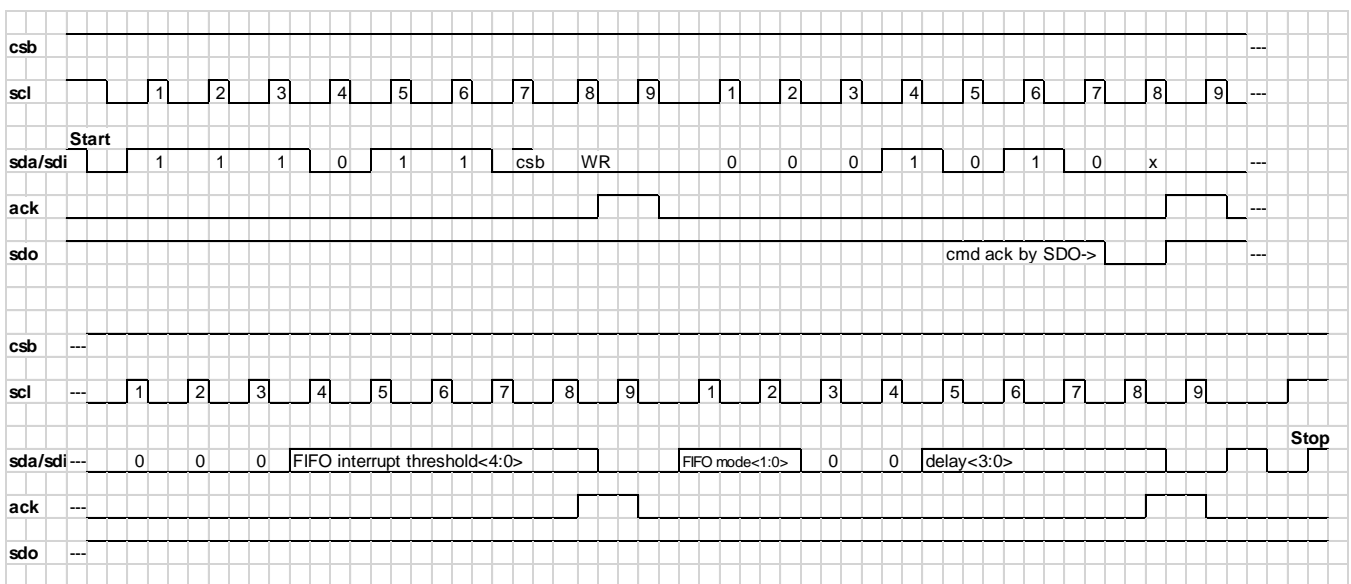 csb ---
scl 1 2 3 4 5 6 7 8 9 1 2 3 4 5 6 7 8 9 ---
Start
sda/sdi 1 1 1 0 1 1 csb WR 0 0 0 1 0 1 0 x ---
ack ---
sdo cmd ack by SDO-> ---
csb ---
scl --- 1 2 3 4 5 6 7 8 9 1 2 3 4 5 6 7 8 9
Stop
sda/sdi --- 0 0 0 FIFO interrupt threshold<4:0> FIFO mode<1:0> 0 0 delay<3:0>
ack ---
sdo ---